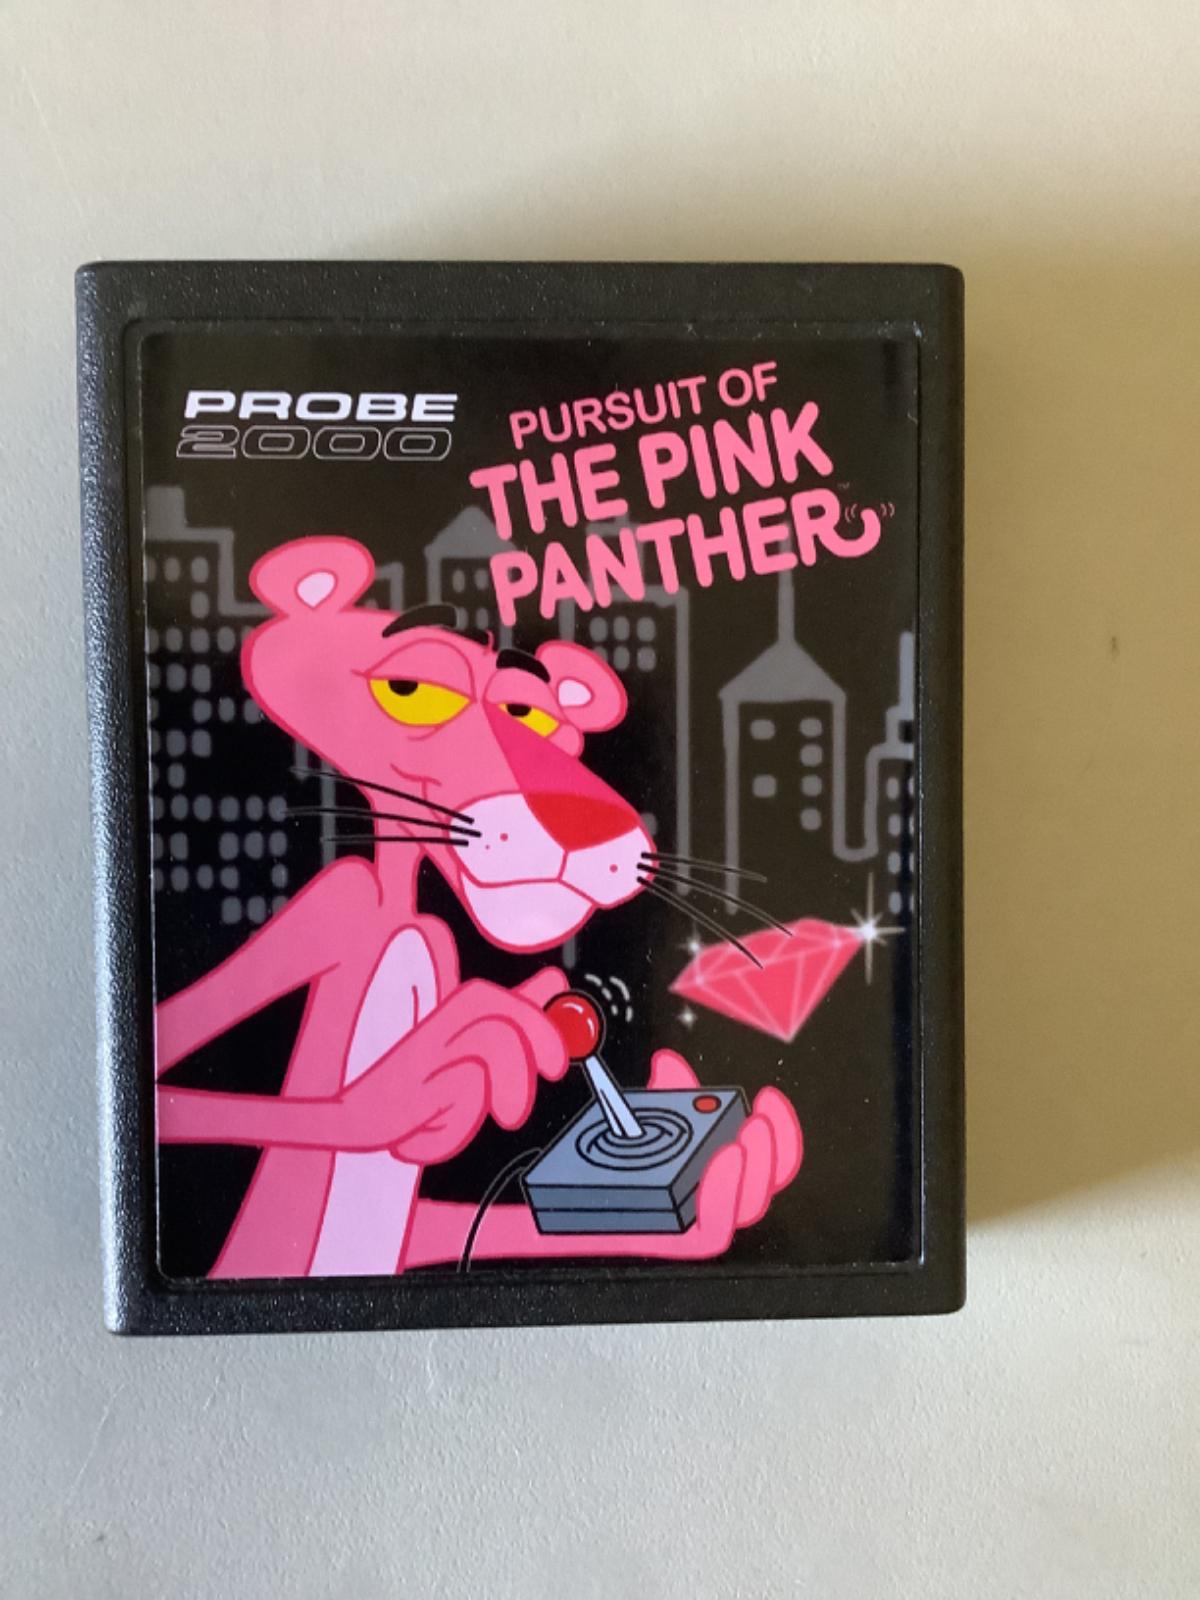 PROBE
2000
PURSUIT OF
THE PINK
PANTHER